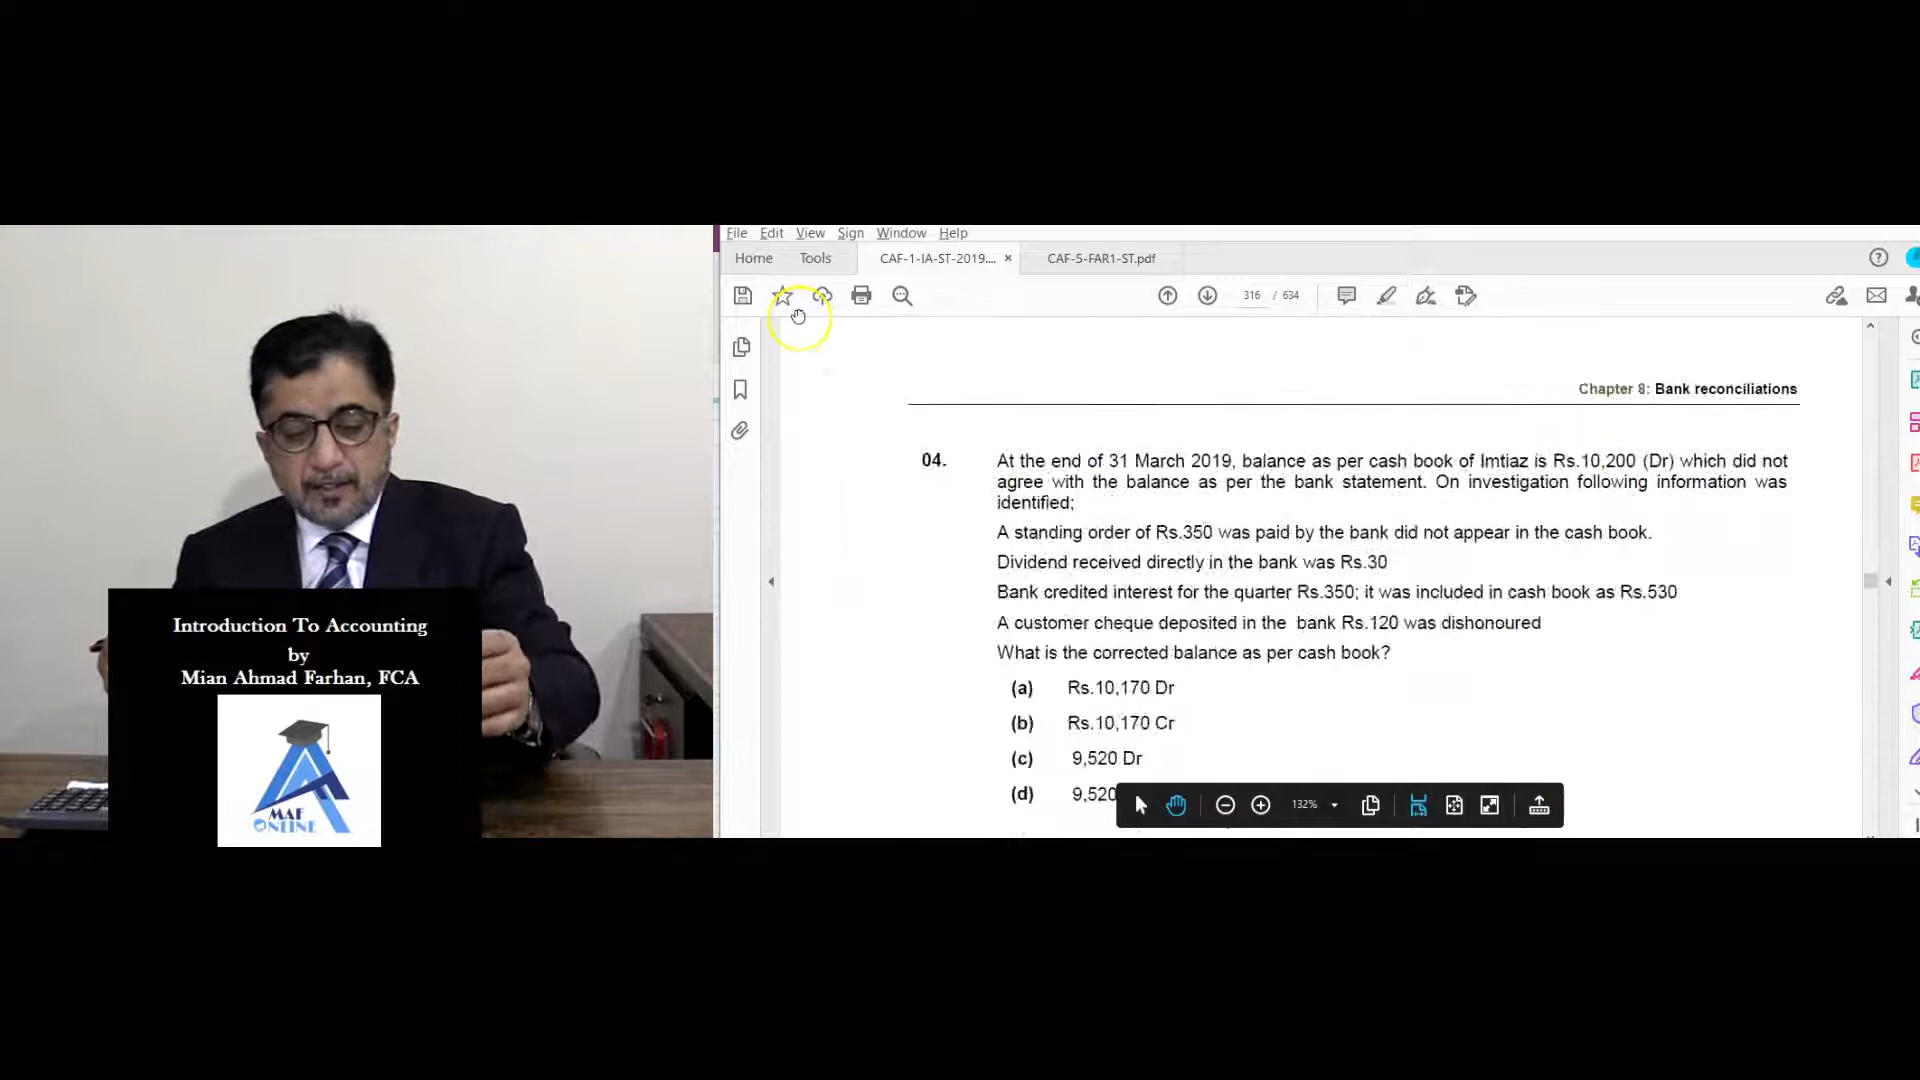 File Edit View Sign Window Help
Home Tools CAF-1-IA-ST-2019.... × CAF-5-FAR1-ST.pdf
316 / 634
Chapter 8: Bank reconciliations
04. At the end of 31 March 2019, balance as per cash book of Imtiaz is Rs.10,200 (Dr) which did not
agree with the balance as per the bank statement. On investigation following information was
identified;
A standing order of Rs.350 was paid by the bank did not appear in the cash book.
Dividend received directly in the bank was Rs.30
Bank credited interest for the quarter Rs.350; it was included in cash book as Rs.530
A customer cheque deposited in the bank Rs.120 was dishonoured
What is the corrected balance as per cash book?
(a) Rs.10,170 Dr
(b) Rs.10,170 Cr
(c) 9,520 Dr
(d) 9,520
132%
Introduction To Accounting
by
Mian Ahmad Farhan, FCA
MAF
ONLINE